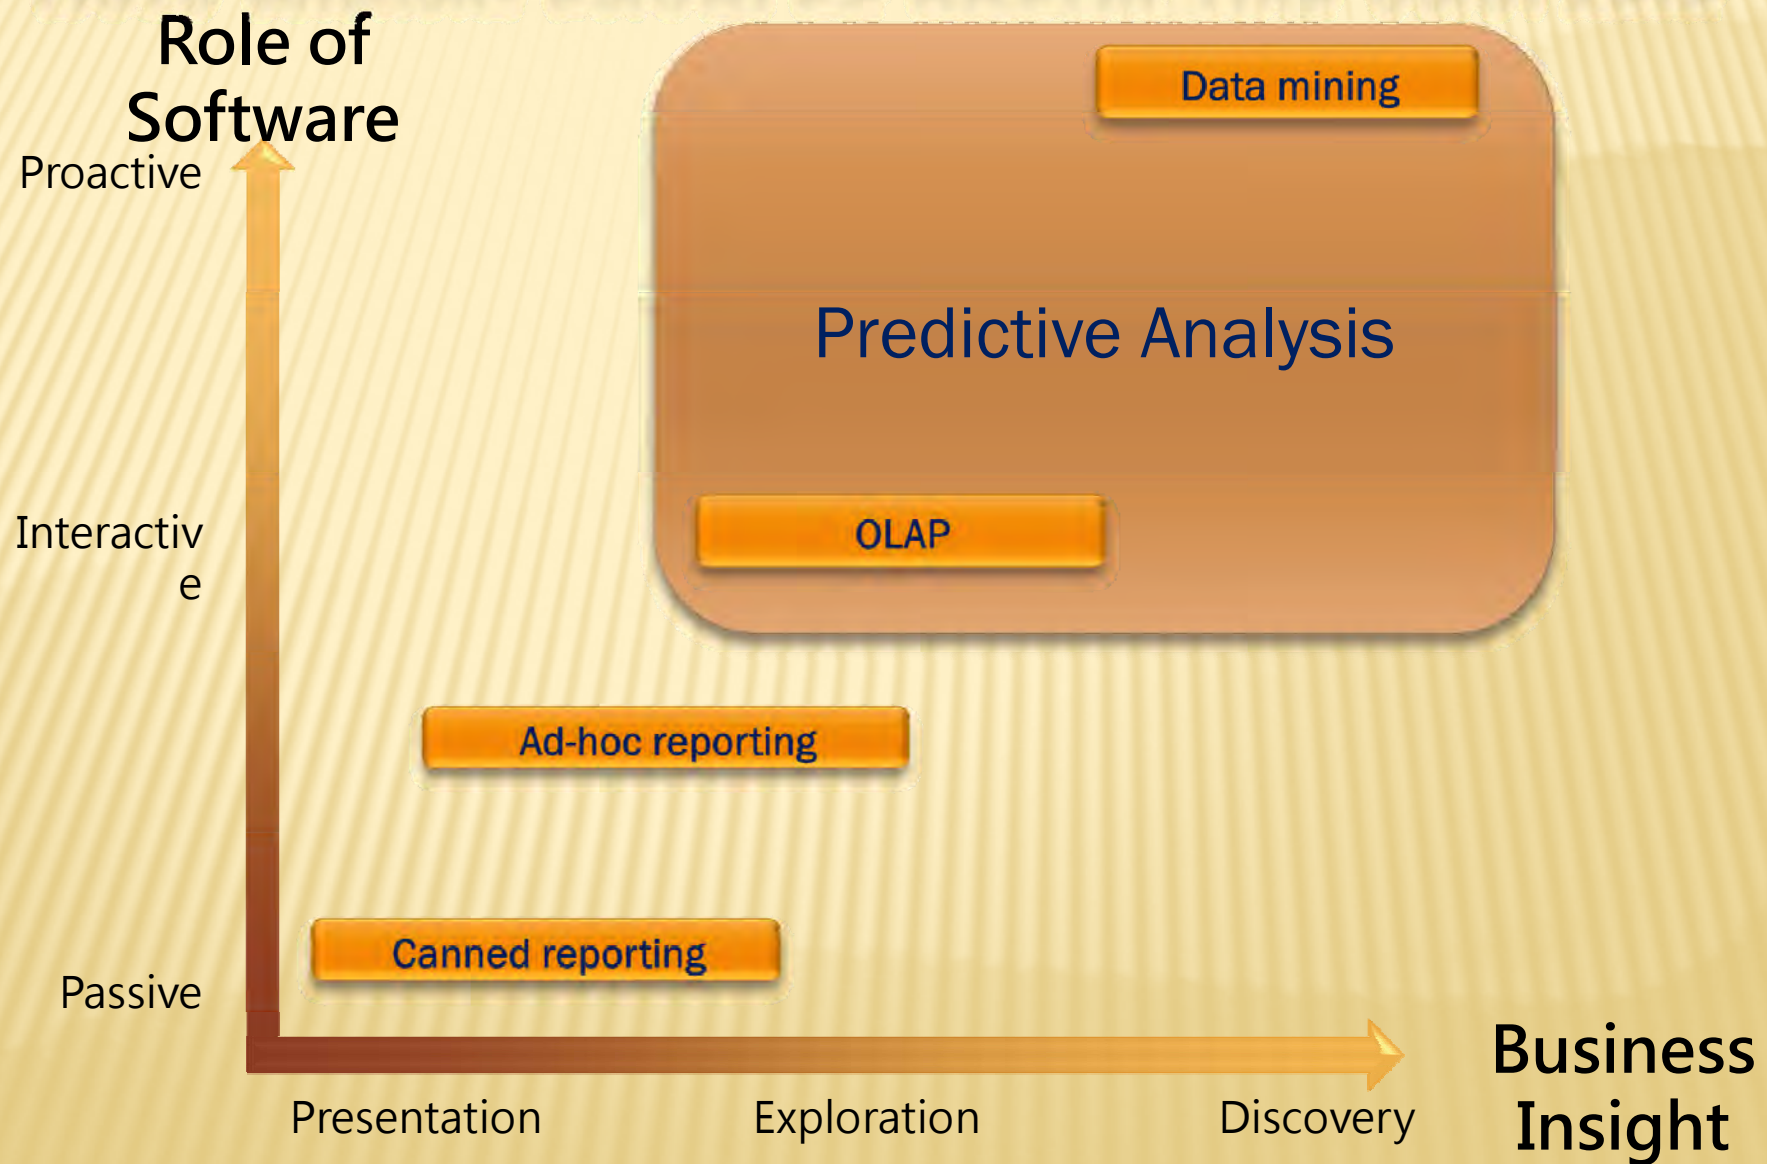 Role of
Software
Proactive
Data mining
Predictive Analysis
Interactiv
e
OLAP
Ad-hoc reporting
Canned reporting
Passive
Presentation
Exploration
Discovery
Business
Insight